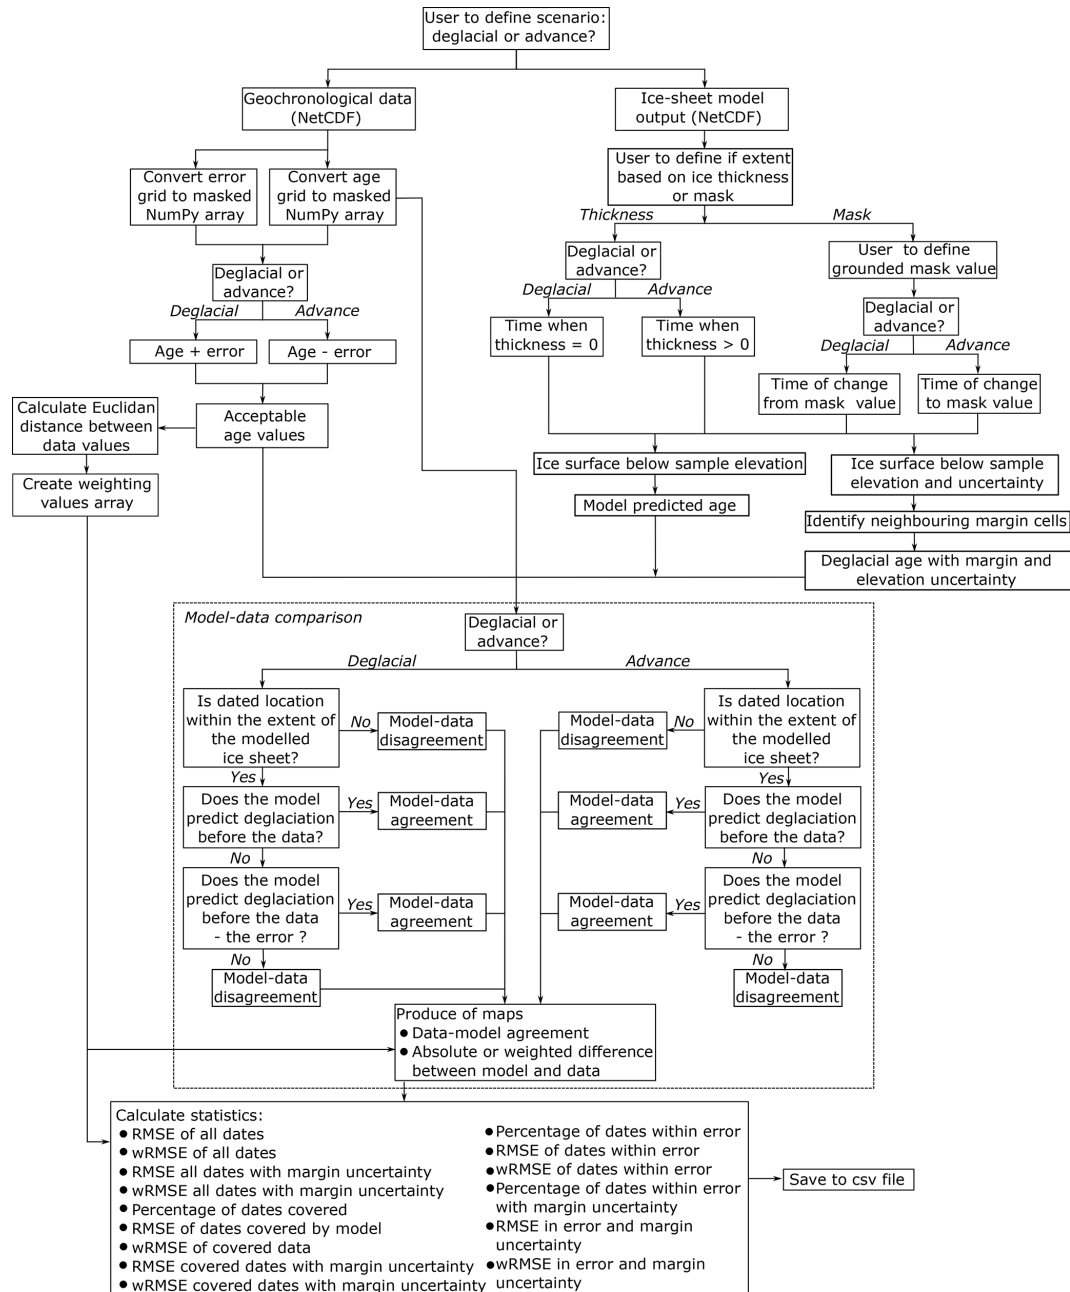 User to define scenario:
deglacial or advance?
Geochronological data
(NetCDF)
Ice-sheet model
output (NetCDF)
Convert error
grid to masked
NumPy array
Convert age
grid to masked
NumPy array
User to define if extent
based on ice thickness
or mask
Thickness
Mask
Deglacial or
advance?
Deglacial
Advance
Age + error
Age - error
Deglacial or
advance?
Deglacial
Advance
Time when
thickness = 0
Time when
thickness > 0
User to define
grounded mask value
Deglacial or
advance?
Deglacial
Advance
Time of change
from mask value
Time of change
to mask value
Calculate Euclidan
distance between
data values
Acceptable
age values
Create weighting
values array
Ice surface below sample elevation
Model predicted age
Ice surface below sample
elevation and uncertainty
Identify neighbouring margin cells
Deglacial age with margin and
elevation uncertainty
Model-data comparison
Deglacial or
advance?
Deglacial
Advance
Is dated location
within the extent of
the modelled
ice sheet?
No
Model-data
disagreement
Yes
Does the model
predict deglaciation
before the data?
Yes
Model-data
agreement
No
Does the model
predict deglaciation
before the data
- the error ?
Yes
Model-data
agreement
No
Model-data
disagreement
Model-data
disagreement
No
Is dated location
within the extent of
the modelled
ice sheet?
Yes
Model-data
agreement
Yes
Does the model
predict deglaciation
before the data?
No
Model-data
agreement
Yes
Does the model
predict deglaciation
before the data
- the error ?
No
Model-data
disagreement
Produce of maps
● Data-model agreement
● Absolute or weighted difference
between model and data
Calculate statistics:
● RMSE of all dates
● wRMSE of all dates
● RMSE all dates with margin uncertainty
● wRMSE all dates with margin uncertainty
● Percentage of dates covered
● RMSE of dates covered by model
● wRMSE of covered data
● RMSE covered dates with margin uncertainty
● wRMSE covered dates with margin uncertainty
● Percentage of dates within error
● RMSE of dates within error
● wRMSE of dates within error
● Percentage of dates within error
with margin uncertainty
● RMSE in error and margin
uncertainty
● wRMSE in error and margin
uncertainty
Save to csv file